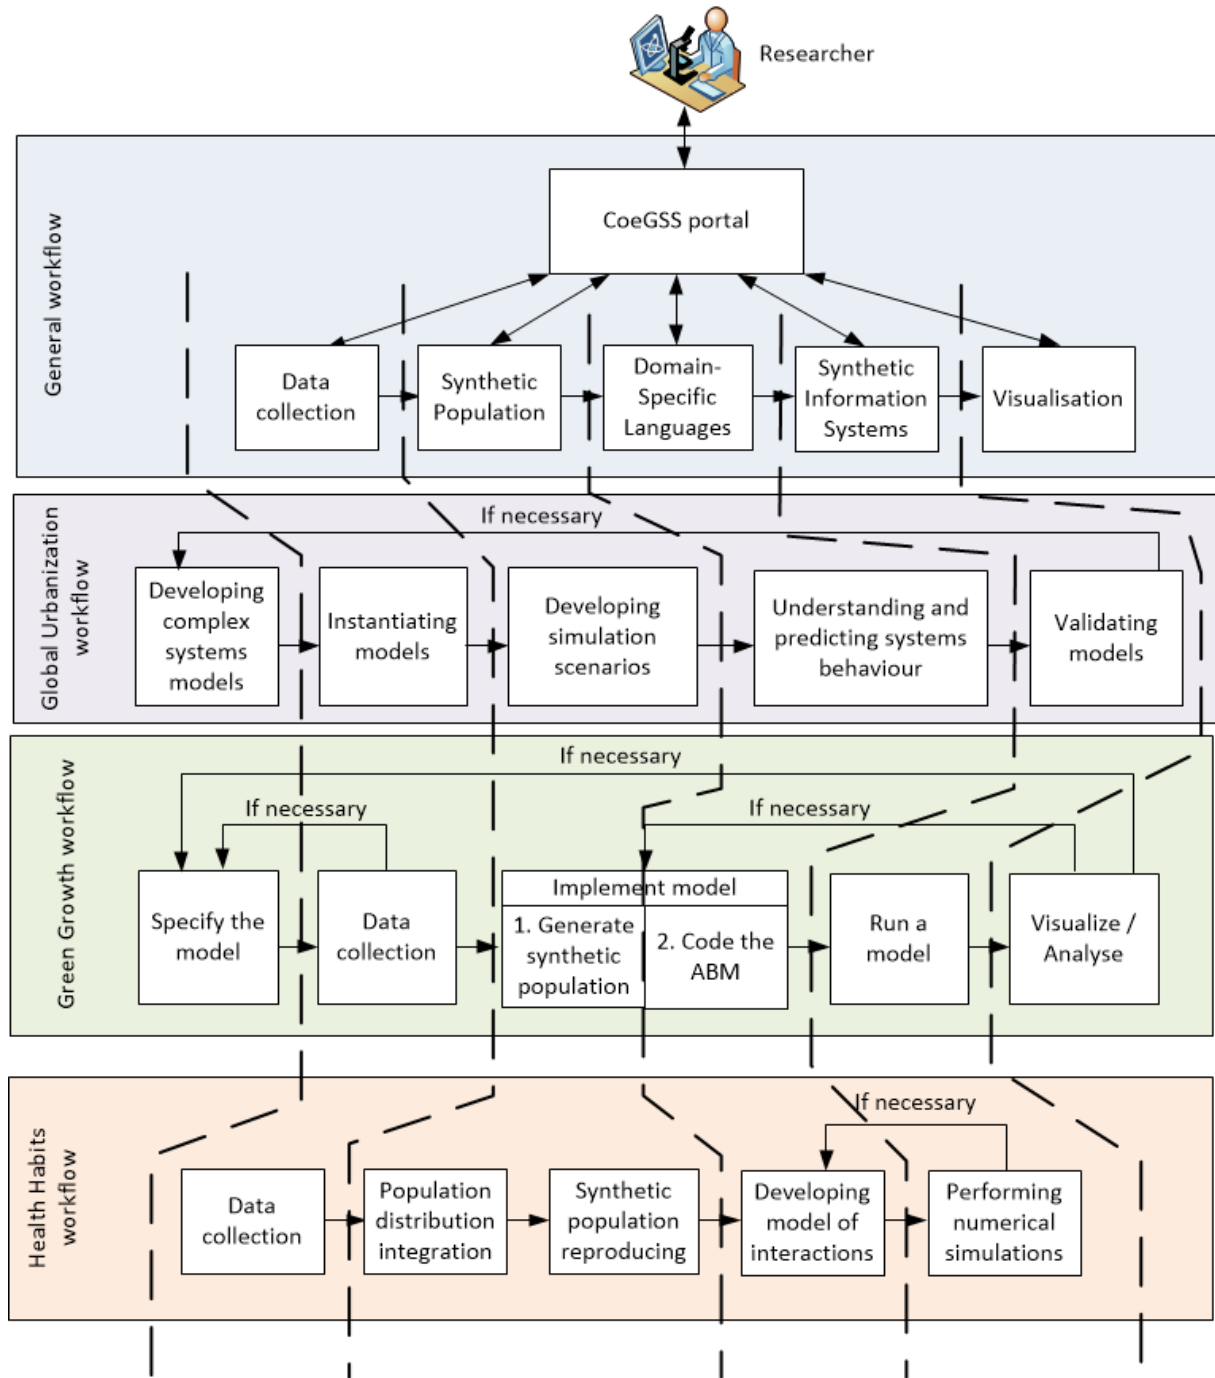 Researcher
General workflow
CoeGSS portal
Data
collection
Synthetic
Population
Domain-
Specific
Languages
Synthetic
Information
Systems
Visualisation
Global Urbanization
workflow
If necessary
Developing
complex
systems
models
Instantiating
models
Developing
simulation
scenarios
Understanding and
predicting systems
behaviour
Validating
models
Green Growth workflow
If necessary
If necessary
If necessary
Specify the
model
Data
collection
Implement model
1. Generate
synthetic
population
2. Code the
ABM
Run a
model
Visualize /
Analyse
Health Habits
workflow
If necessary
Data
collection
Population
distribution
integration
Synthetic
population
reproducing
Developing
model of
interactions
Performing
numerical
simulations